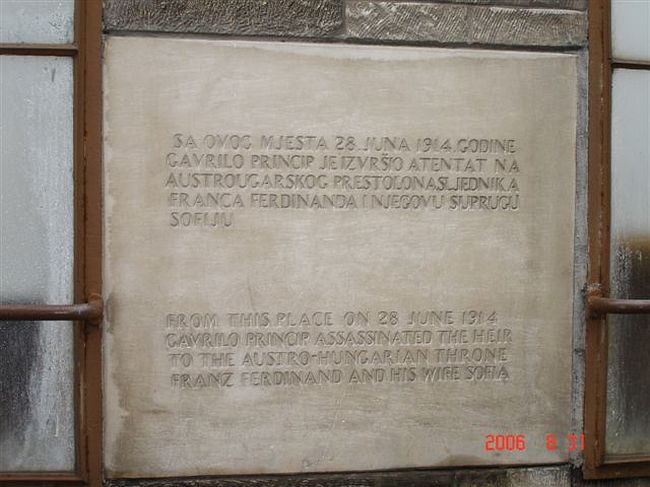 SA OVOG MJESTA 28. JUNA 1914. GODINE
GAVRILO PRINCIP JE IZVRŠIO ATENTAT NA
AUSTROUGARSKOG PRESTOLONASLJEDNIKA
FRANCA FERDINANDA I NJEGOVU SUPRUGU
SOFIJU
FROM THIS PLACE ON 28 JUNE 1914
GAVRILO PRINCIP ASSASSINATED THE HEIR
TO THE AUSTRO-HUNGARIAN THRONE
FRANZ FERDINAND AND HIS WIFE SOFIA
2006 8 31